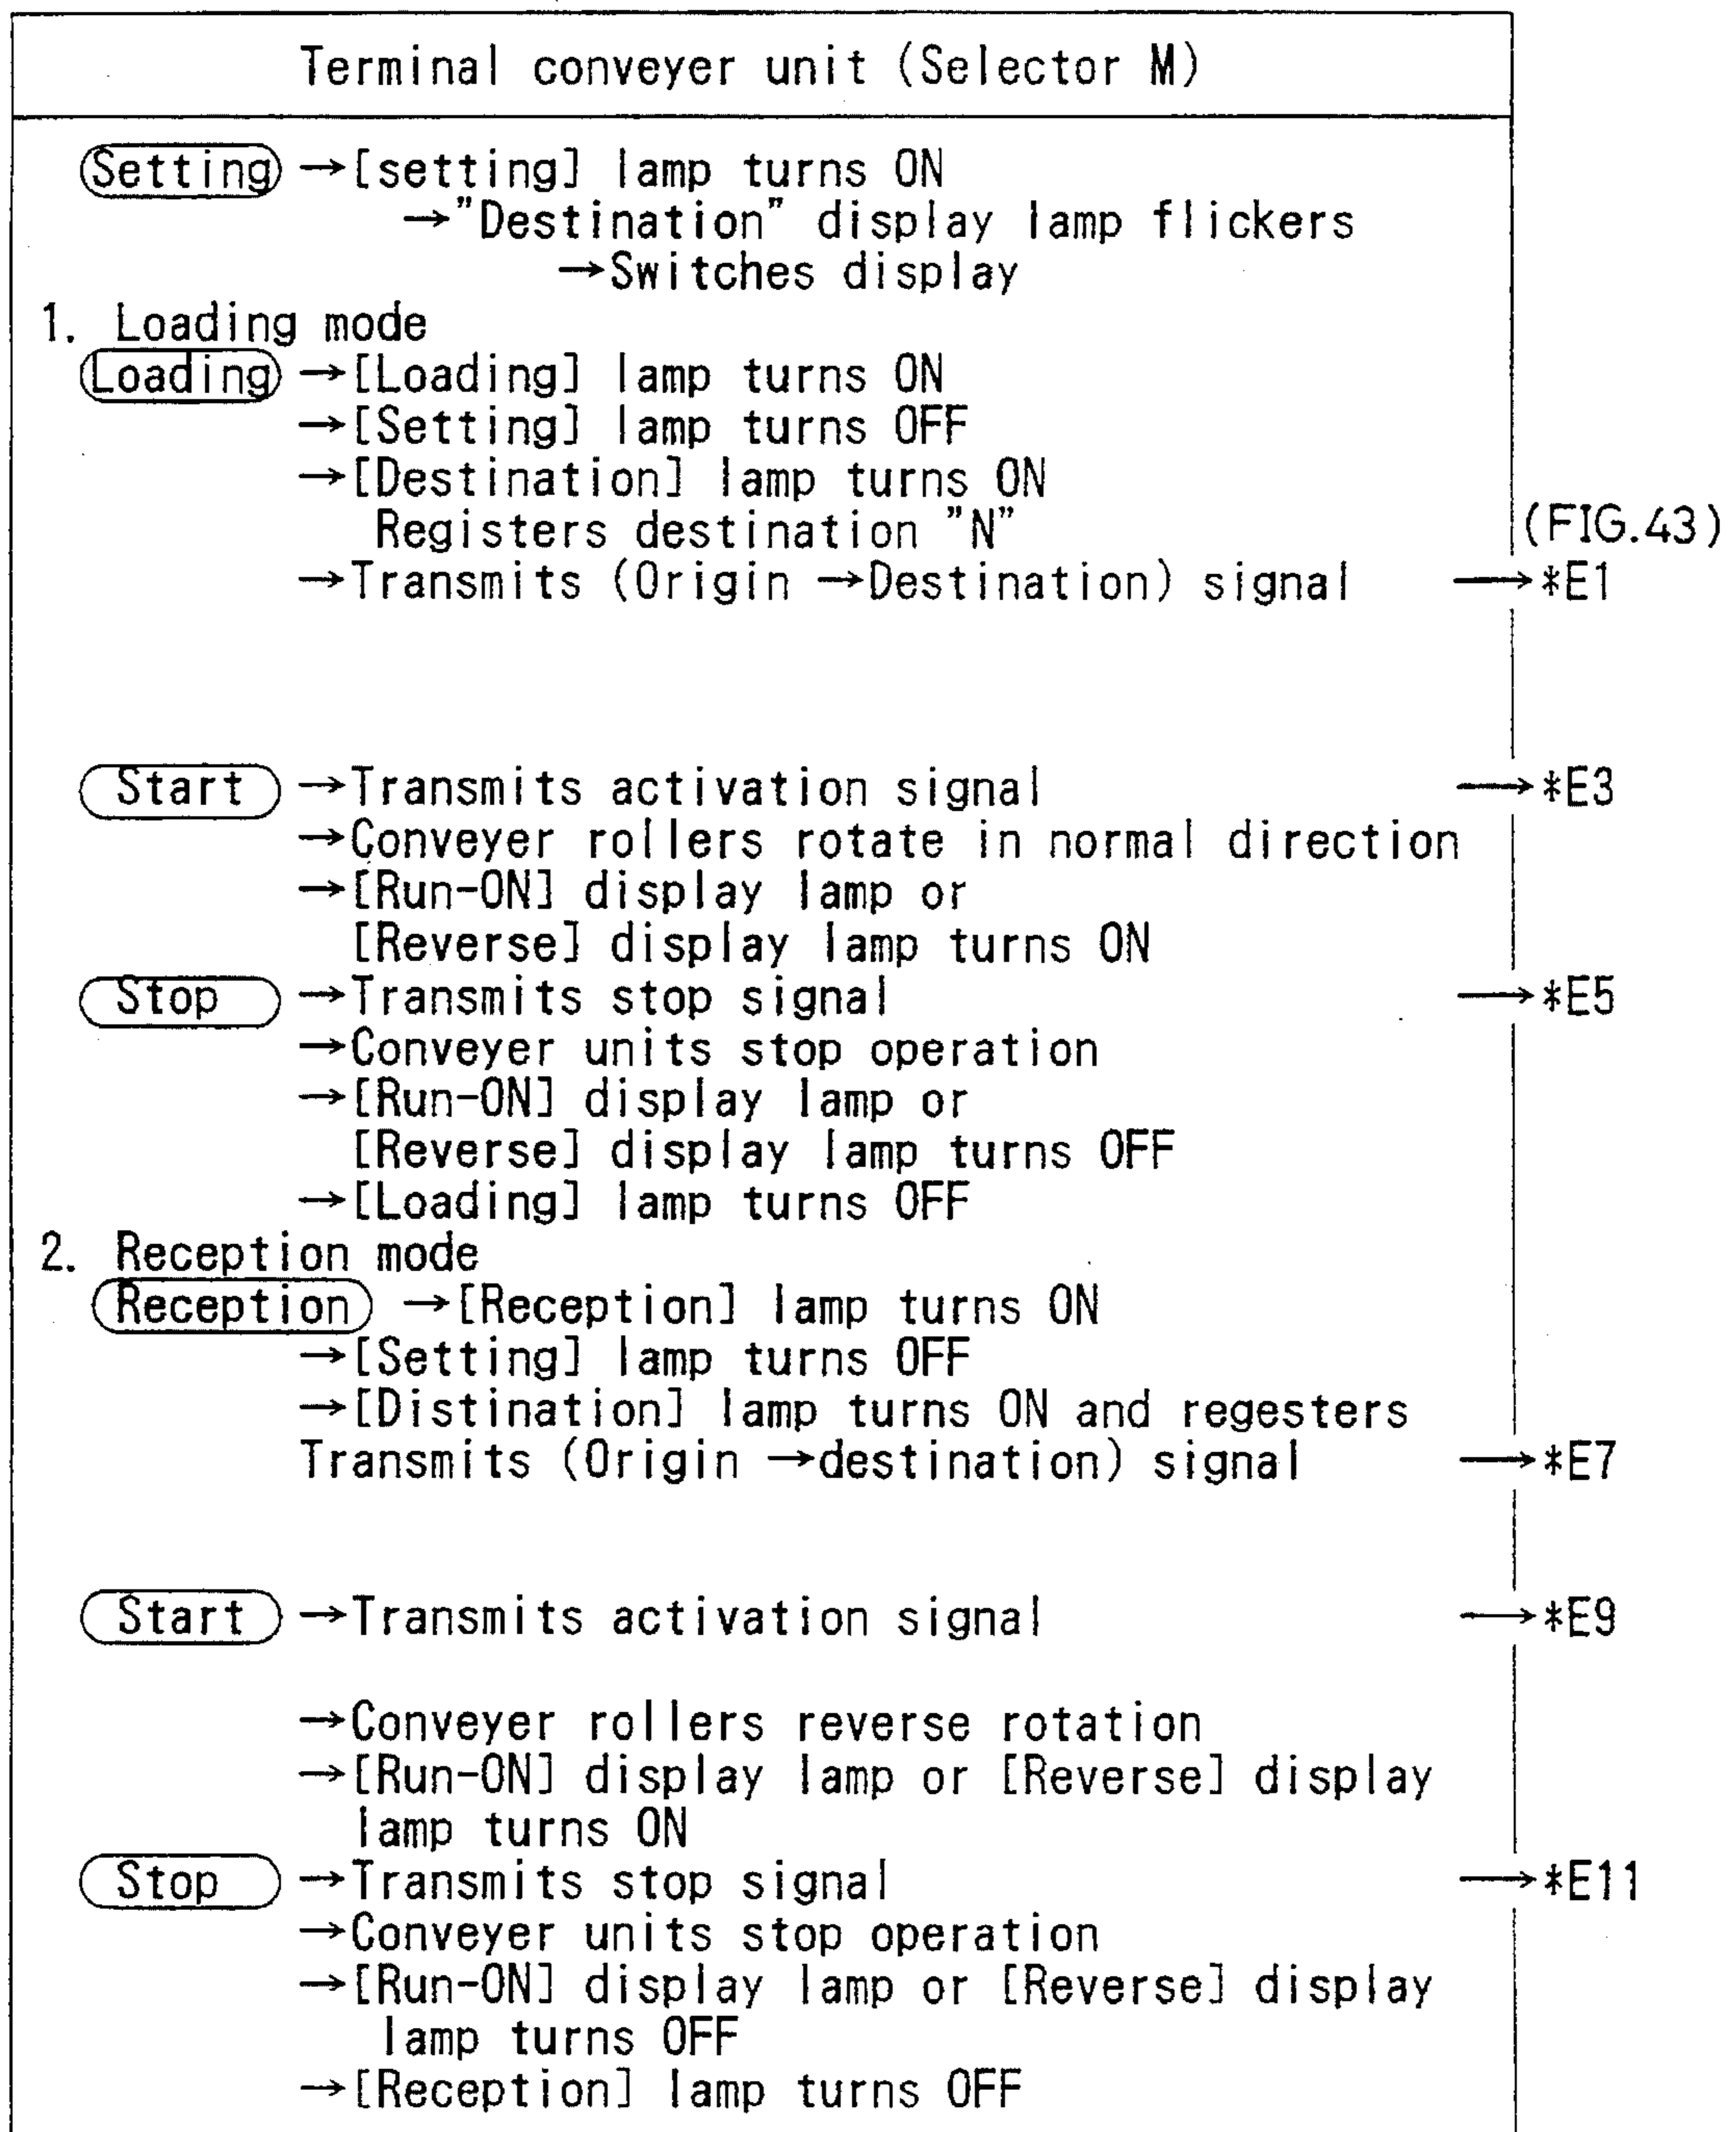 Terminal conveyer unit (Selector M)
Setting →[setting] lamp turns ON
→"Destination" display lamp flickers
→Switches display
1. Loading mode
Loading →[Loading] lamp turns ON
→[Setting] lamp turns OFF
→[Destination] lamp turns ON
Registers destination "N"
(FIG.43)
→Transmits (Origin →Destination) signal →*E1
Start →Transmits activation signal →*E3
→Conveyer rollers rotate in normal direction
→[Run-ON] display lamp or
[Reverse] display lamp turns ON
Stop →Transmits stop signal →*E5
→Conveyer units stop operation
→[Run-ON] display lamp or
[Reverse] display lamp turns OFF
→[Loading] lamp turns OFF
2. Reception mode
Reception →[Reception] lamp turns ON
→[Setting] lamp turns OFF
→[Distination] lamp turns ON and regesters
Transmits (Origin →destination) signal →*E7
Start →Transmits activation signal →*E9
→Conveyer rollers reverse rotation
→[Run-ON] display lamp or [Reverse] display
lamp turns ON
Stop →Transmits stop signal →*E11
→Conveyer units stop operation
→[Run-ON] display lamp or [Reverse] display
lamp turns OFF
→[Reception] lamp turns OFF